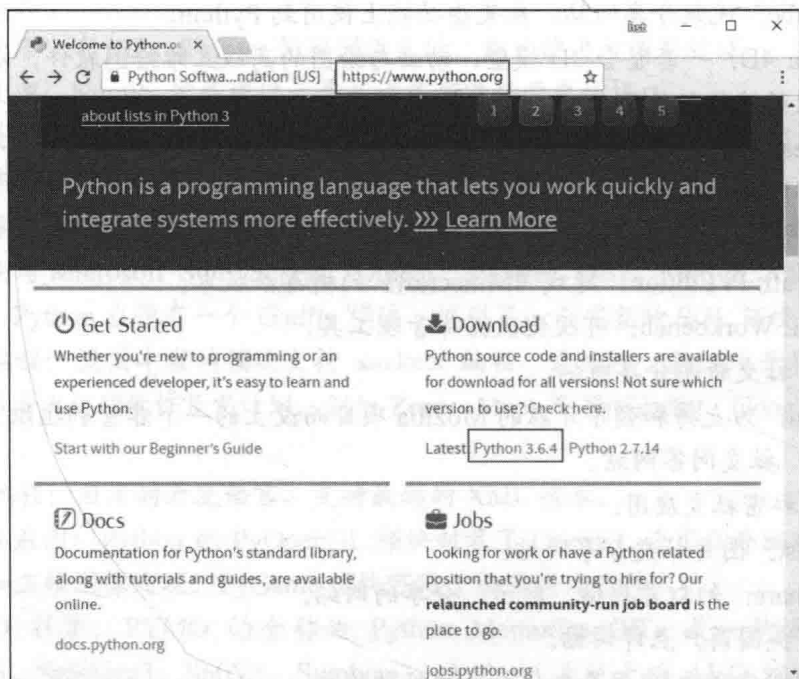 Welcome to Python.or
Python Softwa...ndation [US] https://www.python.org
about lists in Python 3
1 2 3 4 5
Python is a programming language that lets you work quickly and
integrate systems more effectively. >>> Learn More
Get Started
Whether you're new to programming or an
experienced developer, it's easy to learn and
use Python.
Start with our Beginner's Guide
Download
Python source code and installers are available
for download for all versions! Not sure which
version to use? Check here.
Latest: Python 3.6.4 Python 2.7.14
Docs
Documentation for Python's standard library,
along with tutorials and guides, are available
online.
docs.python.org
Jobs
Looking for work or have a Python related
position that you're trying to hire for? Our
relaunched community-run job board is the
place to go.
jobs.python.org